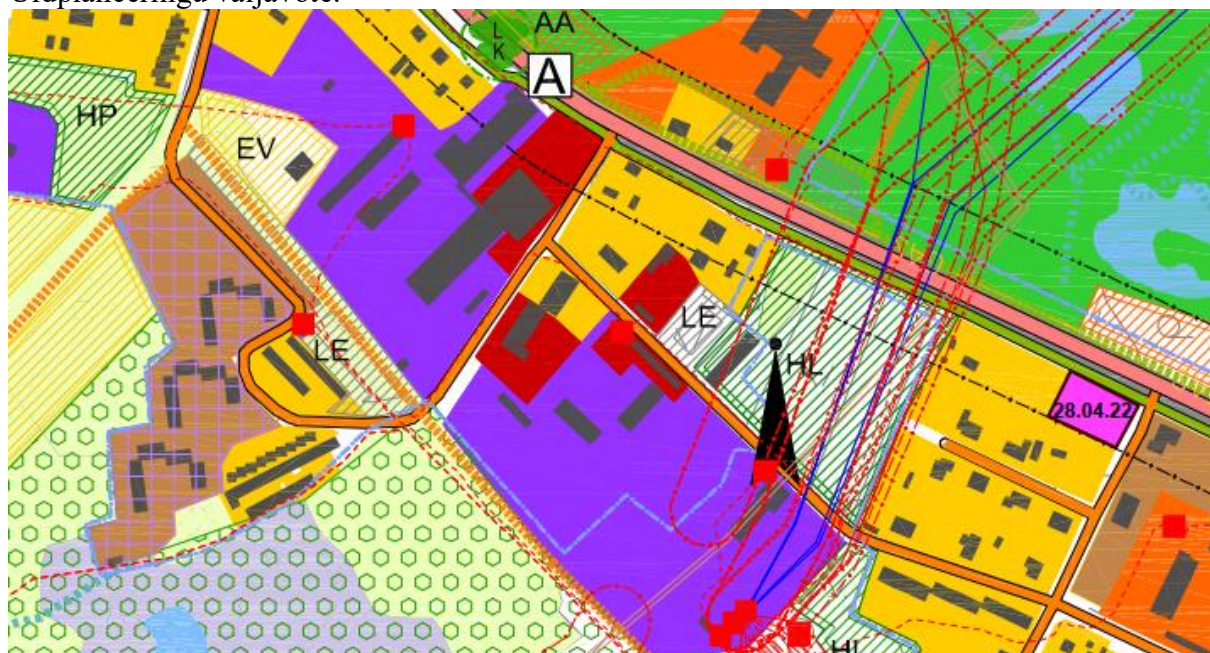 Üldplaneeringu väljavõte:
L
K
AA
A
HP
EV
LE
LE
HL
28.04.22
HL